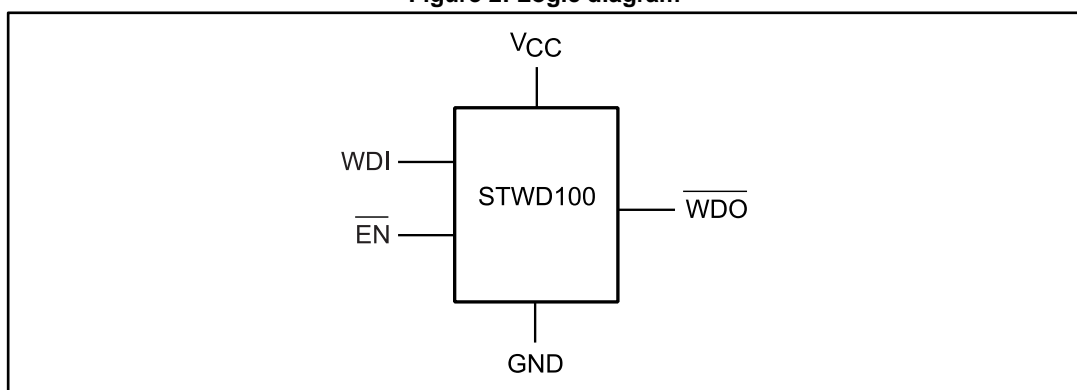 Figure 2. Logic diagram
VCC
WDI
STWD100
WDO
EN
GND